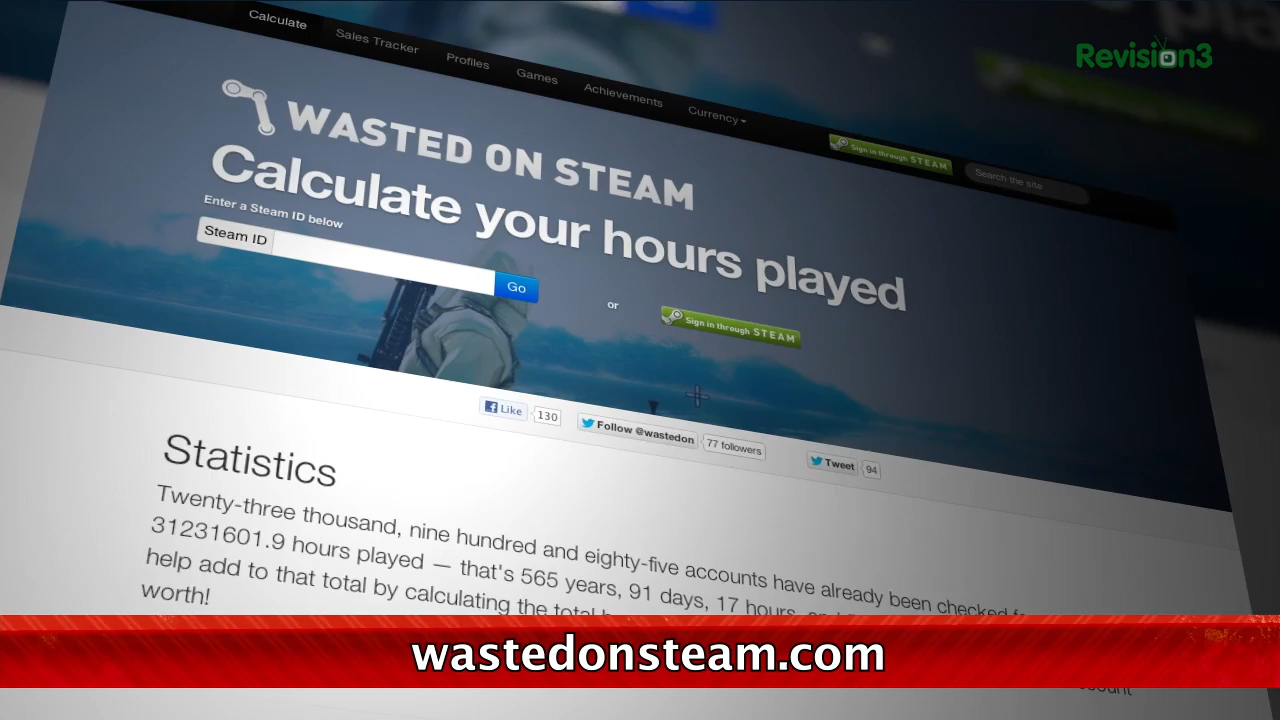 Calculate
Sales Tracker
Profiles
Games
Achievements
Currency
Sign in through STEAM
Search the site
Revision3
WASTED ON STEAM
Calculate your hours played
Enter a Steam ID below
Steam ID
Go
or
Sign in through STEAM
Like
130
Follow @wastedon
77 followers
Tweet
94
Statistics
Twenty-three thousand, nine hundred and eighty-five accounts have already been checked
31231601.9 hours played — that's 565 years, 91 days, 17 hours,
help add to that total by calculating the total
worth!
wastedonsteam.com